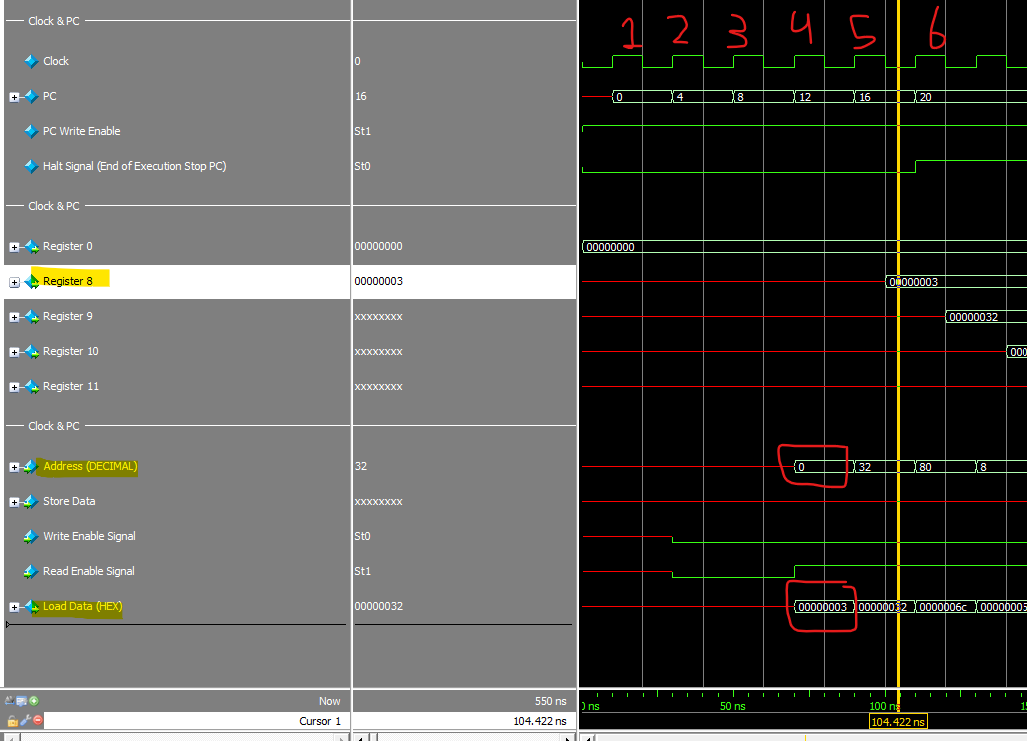 Clock & PC
1 2 3 4 5 6
Clock 0
PC 16 0 4 8 12 16 20
PC Write Enable St1
Halt Signal (End of Execution Stop PC) St0
Clock & PC
Register 0 00000000 00000000
Register 8 00000003 00000003
Register 9 xxxxxxxx 00000032
Register 10 xxxxxxxx 000
Register 11 xxxxxxxx
Clock & PC
Address (DECIMAL) 32 0 32 80 8
Store Data xxxxxxxx
Write Enable Signal St0
Read Enable Signal St1
Load Data (HEX) 00000032 00000003 00000032 0000006c
Now 550 ns ns 50 ns 100 ns
Cursor 1 104.422 ns 104.422 ns